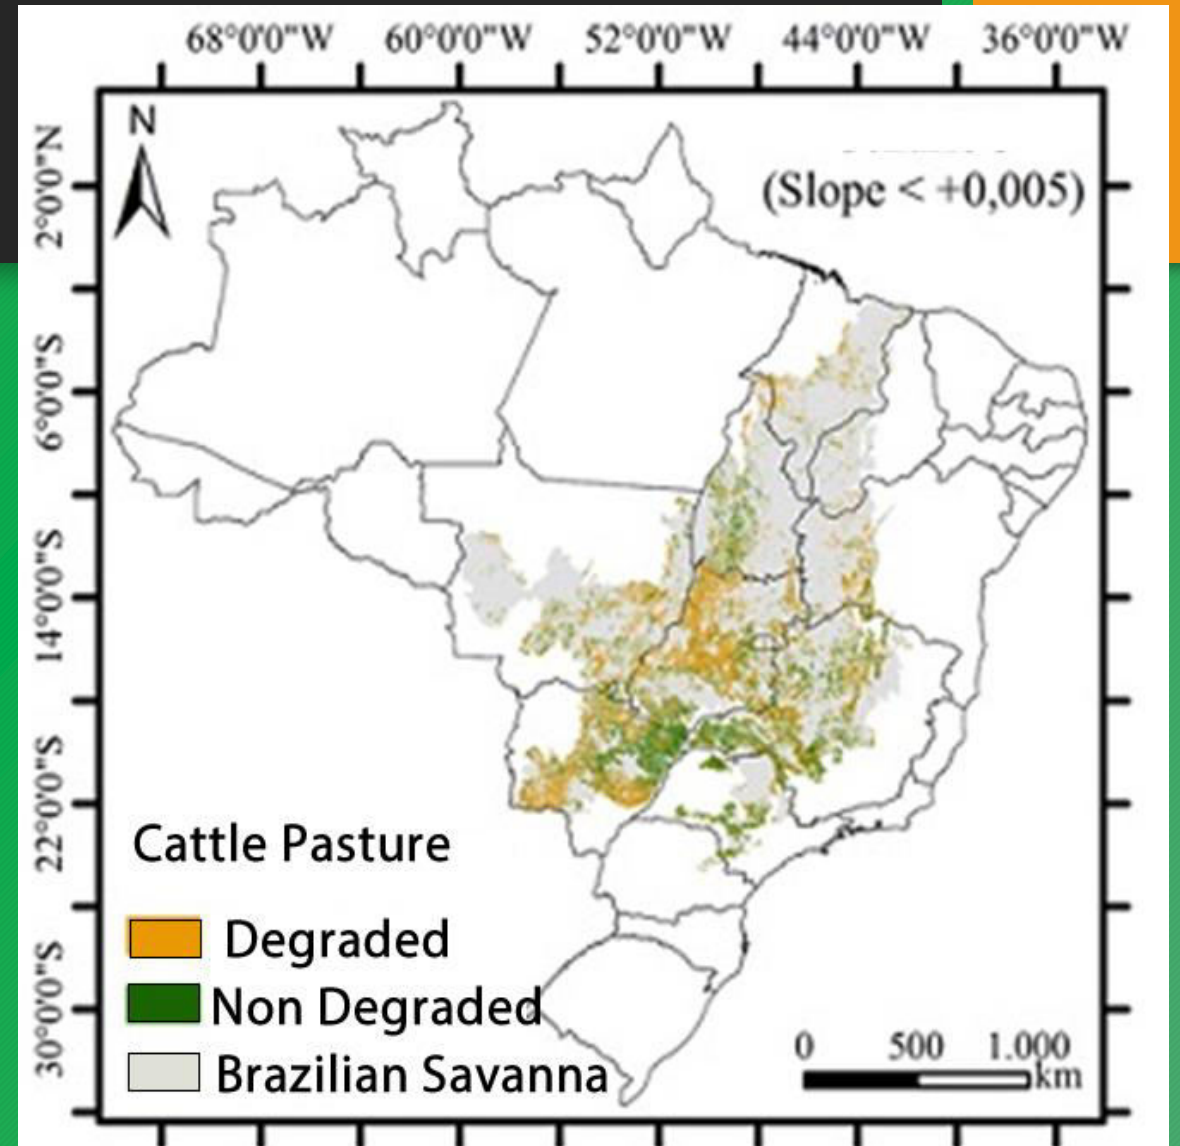 68°0'0"W 60°0'0"W 52°0'0"W 44°0'0"W 36°0'0"W
N
(Slope < +0,005)
2°0'0"N
6°0'0"S
14°0'0"S
22°0'0"S
30°0'0"S
Cattle Pasture
Degraded
Non Degraded
Brazilian Savanna
0 500 1.000
km